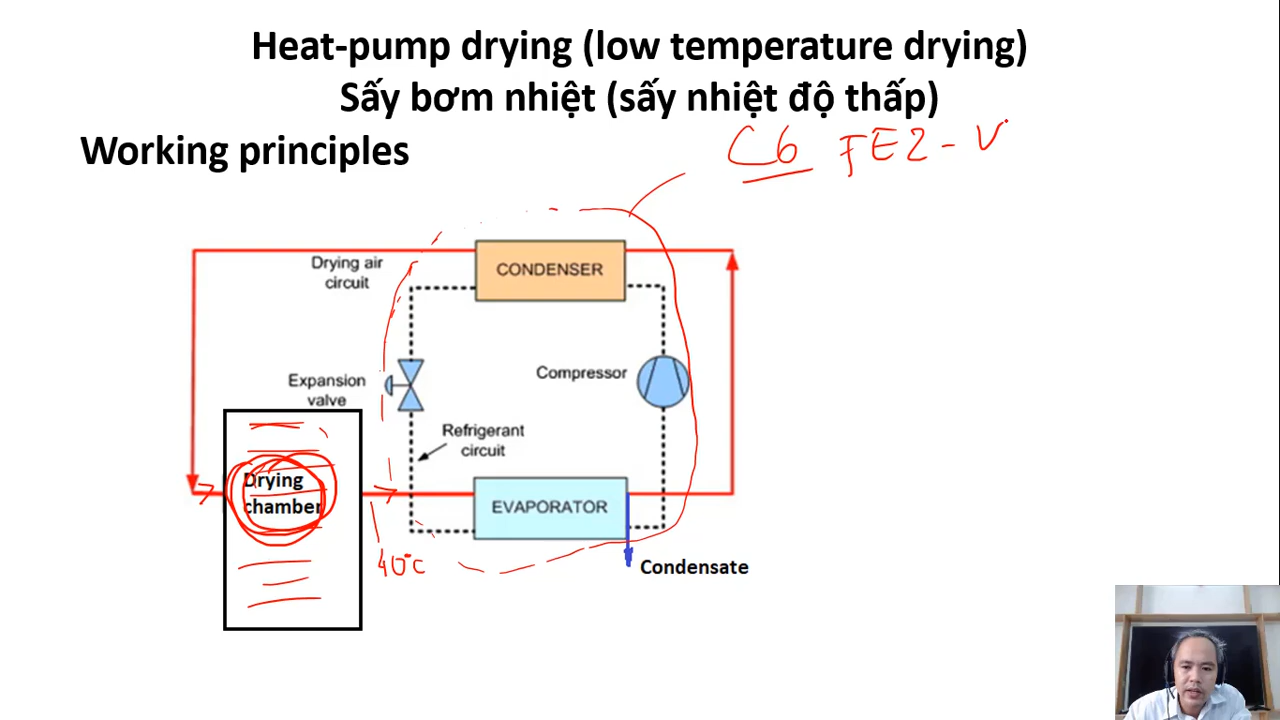 Heat-pump drying (low temperature drying)
Sấy bơm nhiệt (sấy nhiệt độ thấp)
Working principles
C6 FE2-V
CONDENSER
Drying air
circuit
Compressor
Expansion
valve
Refrigerant
circuit
Drying
chamber
EVAPORATOR
40°C
Condensate